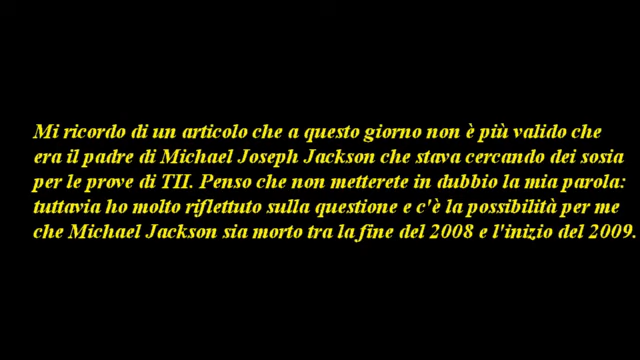 Mi ricordo di un articolo che a questo giorno non è più valido che
era il padre di Michael Joseph Jackson che stava cercando dei sosia
per le prove di TII. Penso che non metterete in dubbio la mia parola:
tuttavia ho molto riflettuto sulla questione e c'è la possibilità per me
che Michael Jackson sia morto tra la fine del 2008 e l'inizio del 2009.